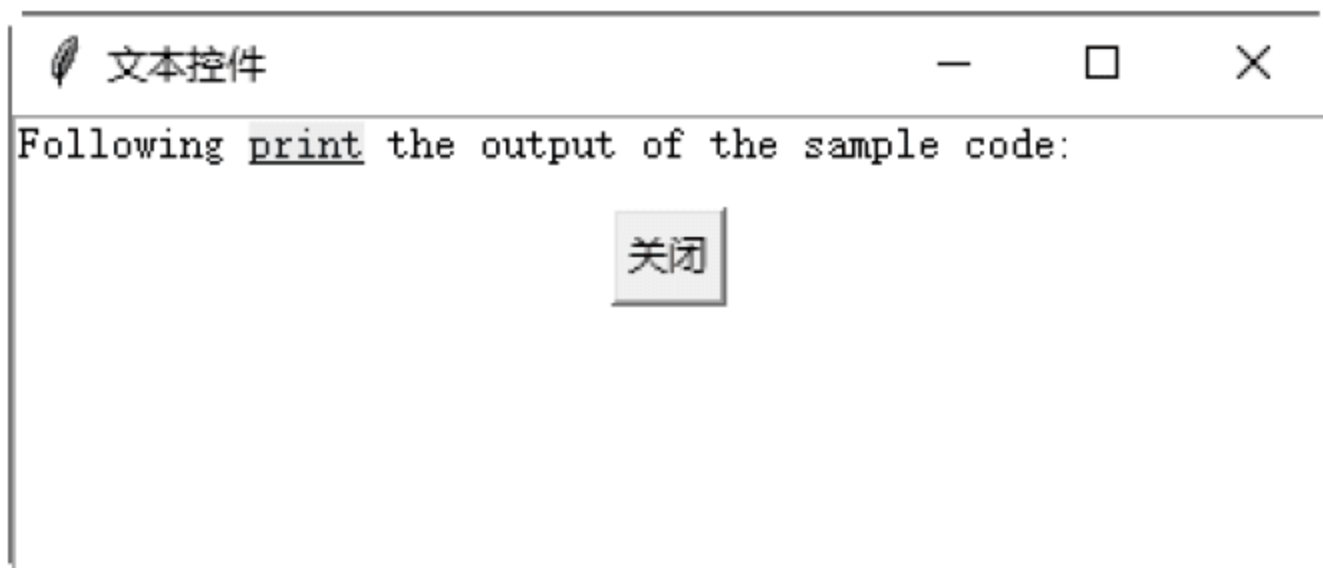 文本控件
Following print the output of the sample code:
关闭